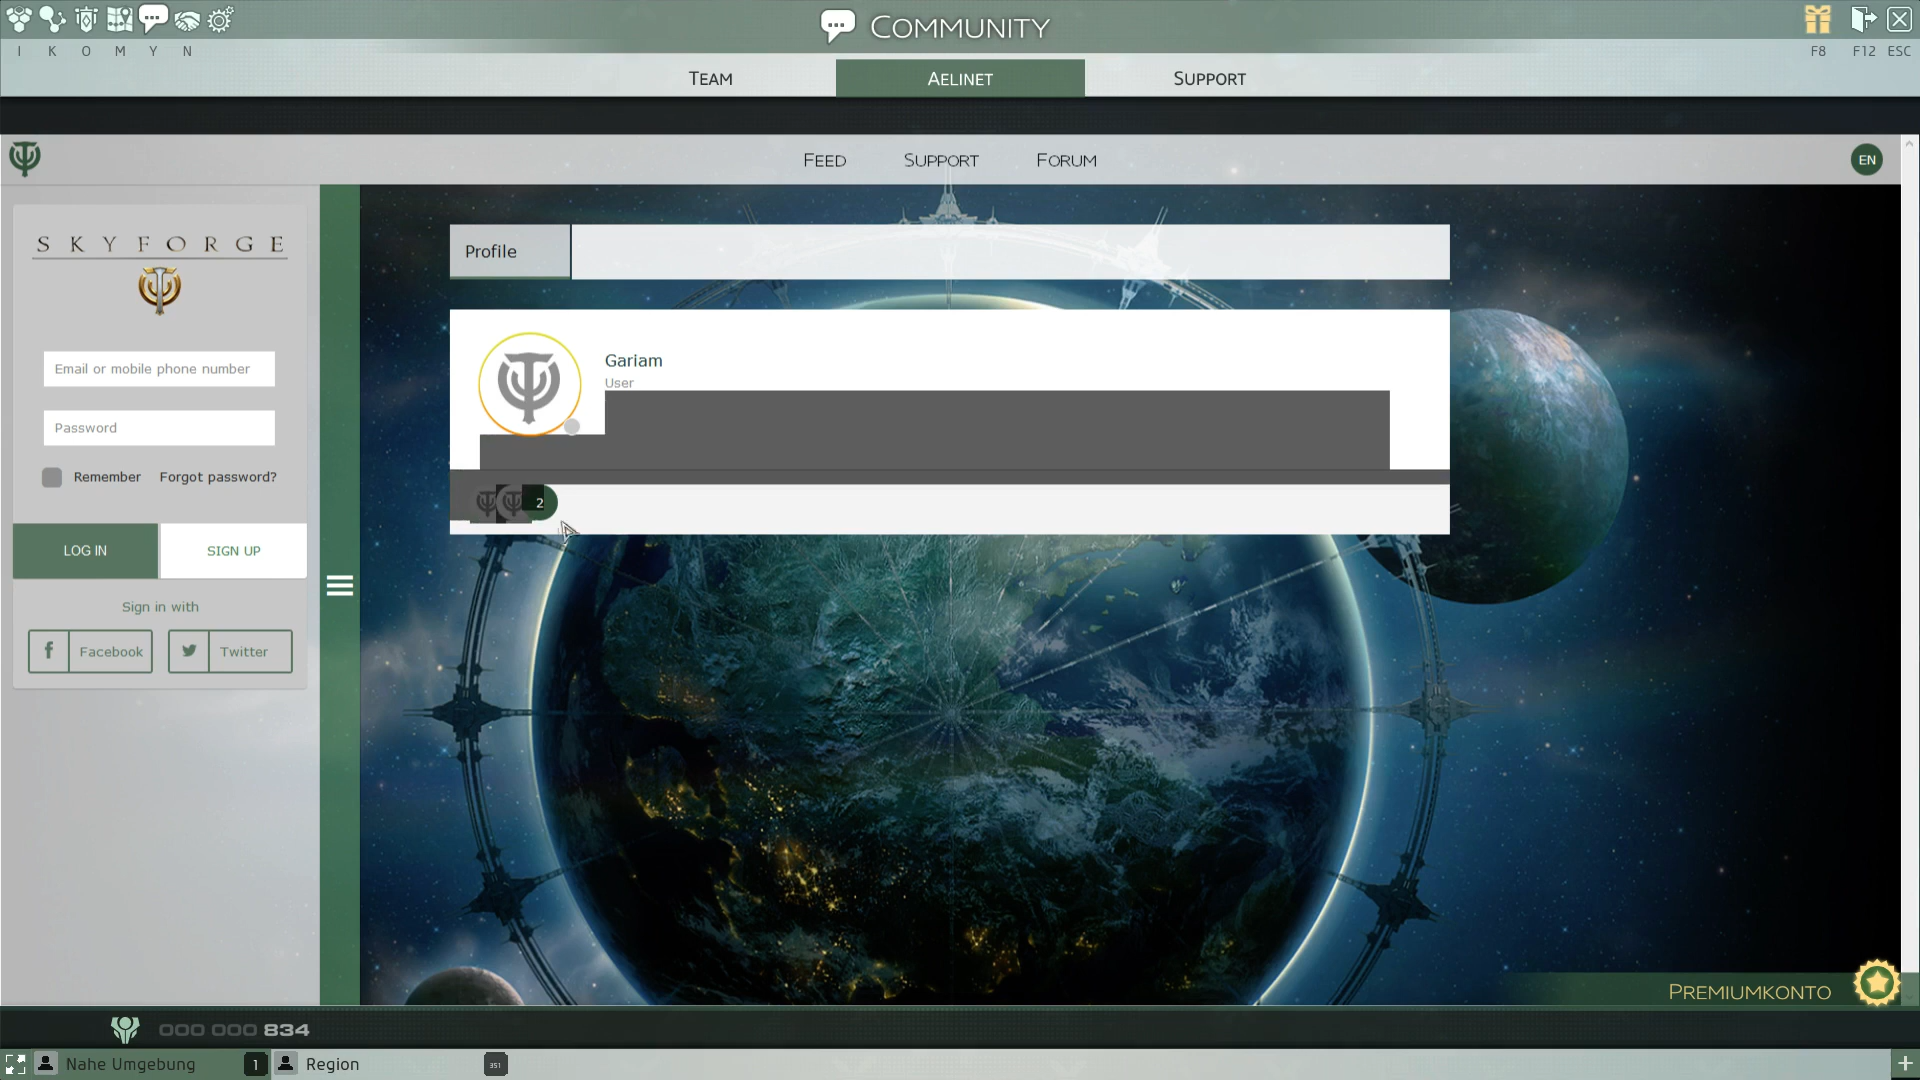 I K O M Y N
COMMUNITY
F8 F12 ESC
TEAM AELINET SUPPORT
FEED SUPPORT FORUM EN
SKYFORGE
Profile
Gariam
User
Email or mobile phone number
Password
Remember Forgot password?
2
LOG IN SIGN UP
Sign in with
f Facebook Twitter
PREMIUMKONTO
000 000 834
Nahe Umgebung 1 Region 351